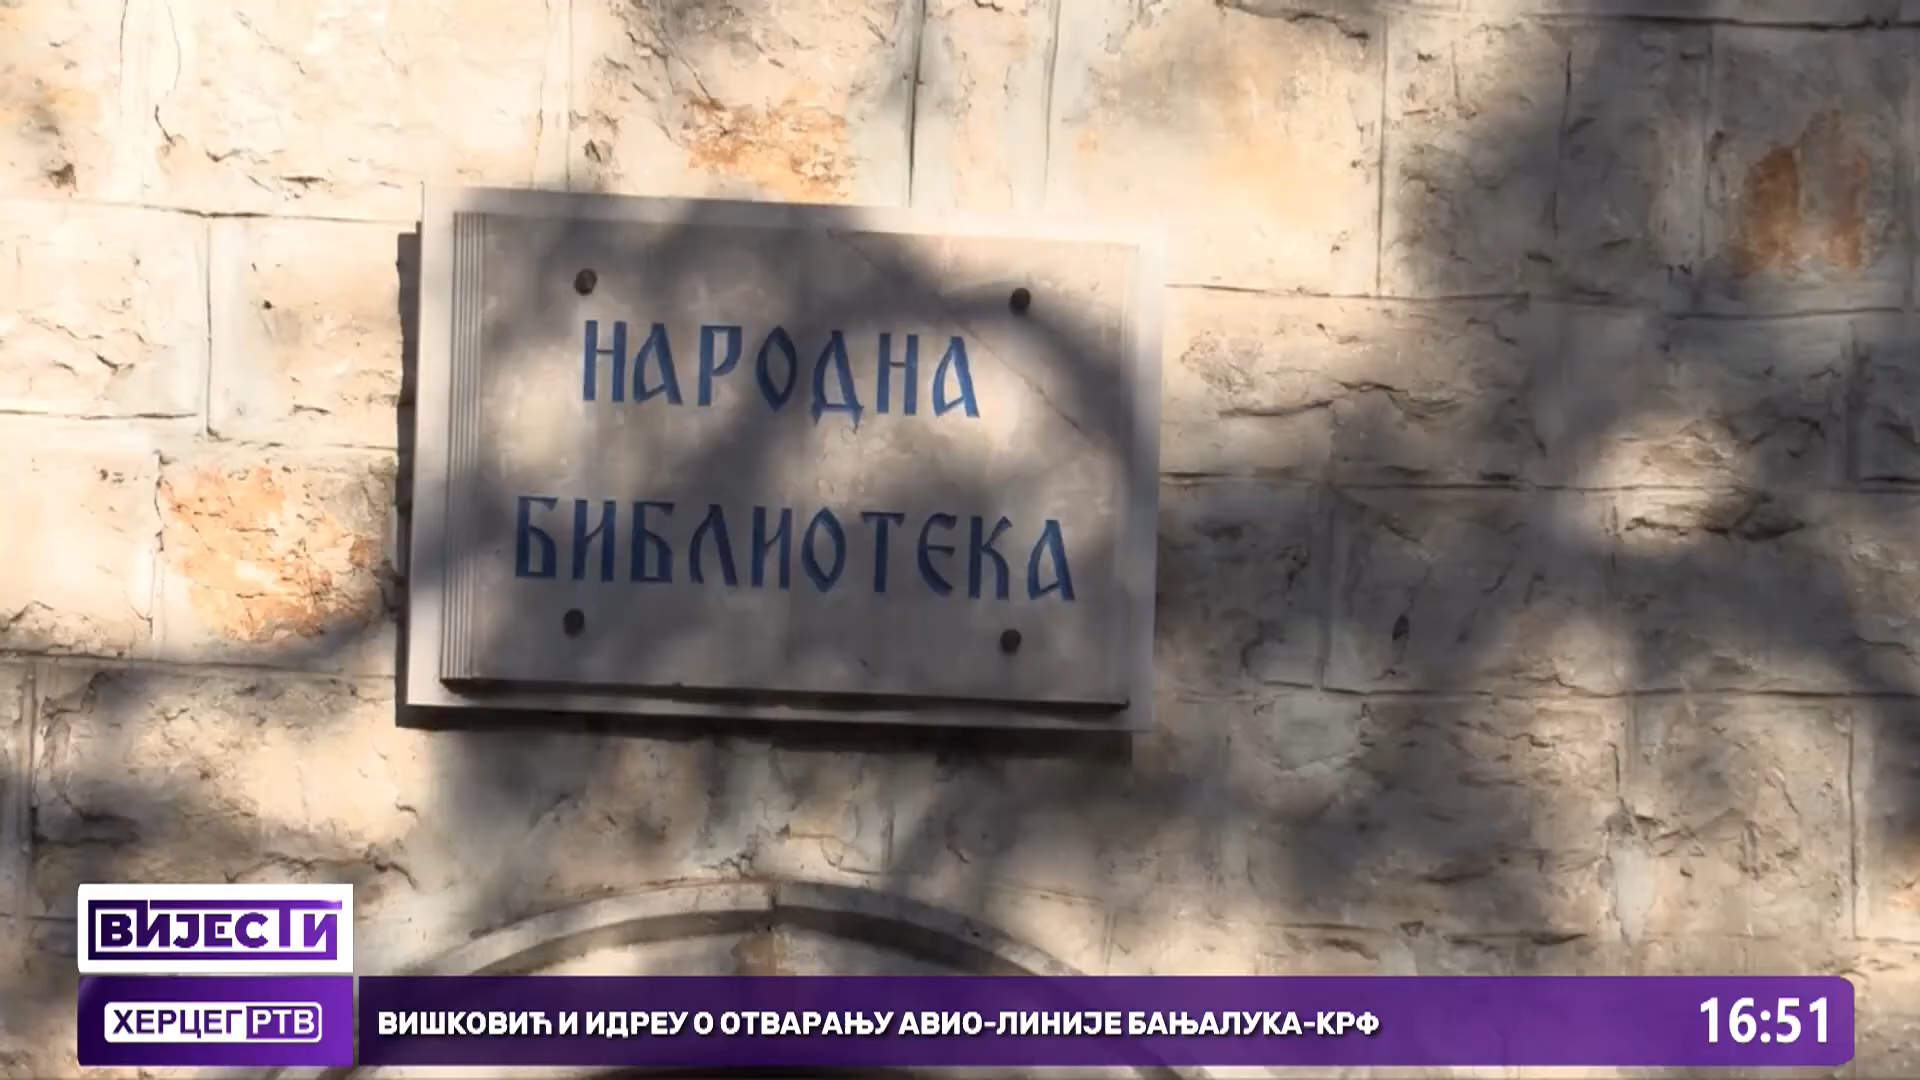 НАРОДНА
БИБЛИОТЕКА
ВИЈЕСТИ
ХЕРЦЕГ РТВ
ВИШКОВИЋ И ИДРЕУ О ОТВАРАЊУ АВИО-ЛИНИЈЕ БАЊАЛУКА-КРФ
16:51